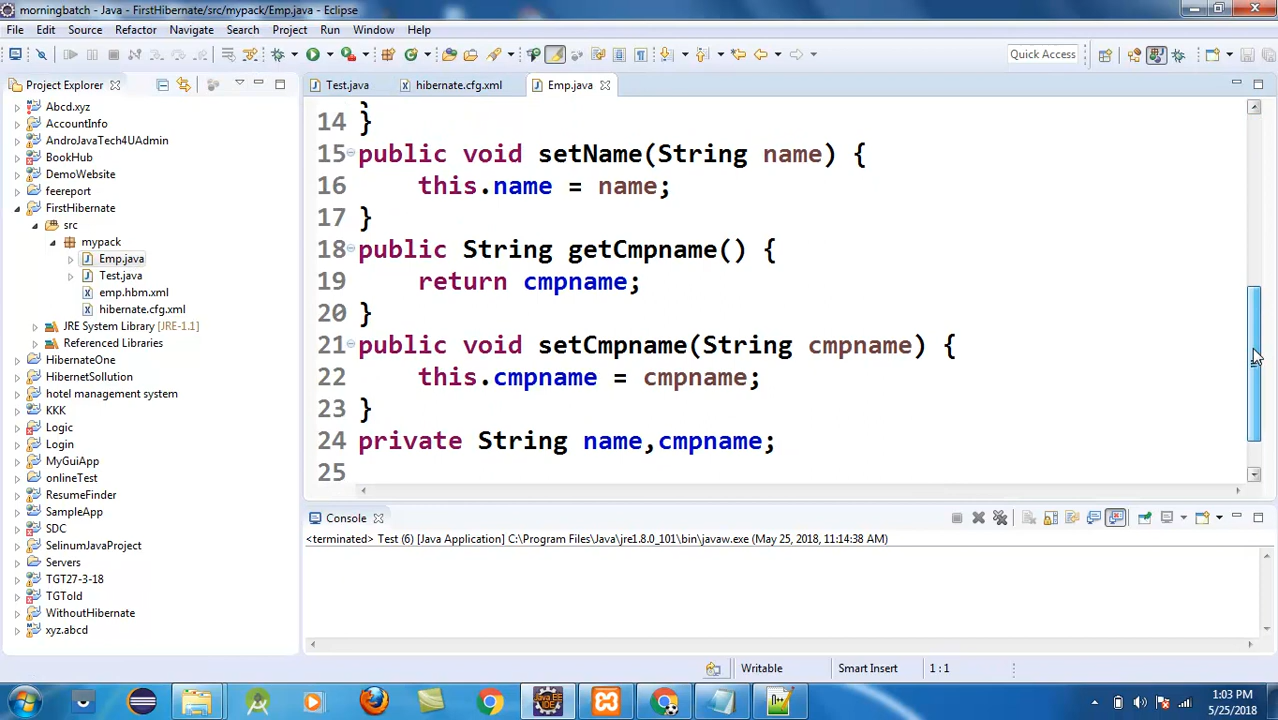 morningbatch - Java - FirstHibernate/src/mypack/Emp.java - Eclipse
File Edit Source Refactor Navigate Search Project Run Window Help
Quick Access
Project Explorer
Abcd.xyz
AccountInfo
AndroJavaTech4UAdmin
BookHub
DemoWebsite
feereport
FirstHibernate
src
mypack
Emp.java
Test.java
emp.hbm.xml
hibernate.cfg.xml
JRE System Library [JRE-1.1]
Referenced Libraries
HibernateOne
HibernetSollution
hotel management system
KKK
Logic
Login
MyGuiApp
onlineTest
ResumeFinder
SampleApp
SDC
SelinumJavaProject
Servers
TGT27-3-18
TGTold
WithoutHibernate
xyz.abcd
Test.java hibernate.cfg.xml Emp.java
14 }
15 public void setName(String name) {
16 this.name = name;
17 }
18 public String getCmpname() {
19 return cmpname;
20 }
21 public void setCmpname(String cmpname) {
22 this.cmpname = cmpname;
23 }
24 private String name,cmpname;
25
Console
<terminated> Test (6) [Java Application] C:\Program Files\Java\jre1.8.0_101\bin\javaw.exe (May 25, 2018, 11:14:38 AM)
Writable Smart Insert 1 : 1
1:03 PM
5/25/2018